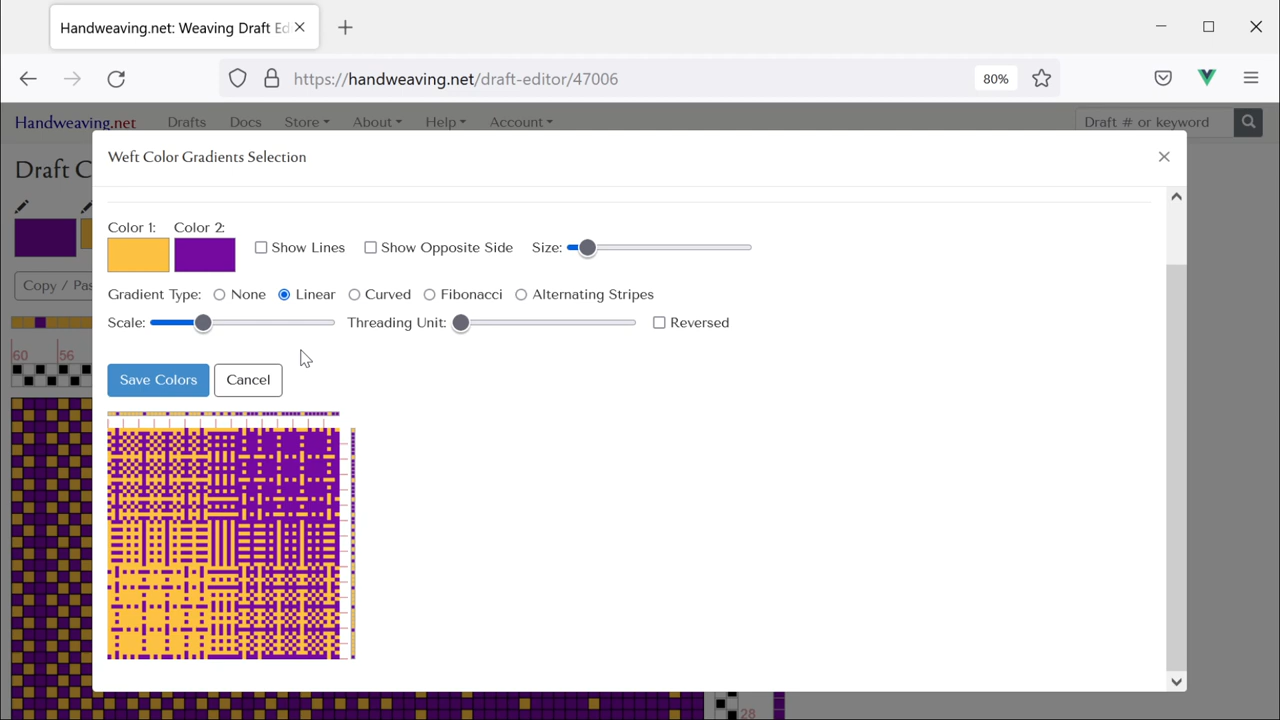 Handweaving.net: Weaving Draft Ed
https://handweaving.net/draft-editor/47006
80%
Handweaving.net Drafts Docs Store About Help Account Draft # or keyword
Draft C
Weft Color Gradients Selection
Color 1: Color 2:
Show Lines Show Opposite Side Size:
Copy / Pas
Gradient Type: None Linear Curved Fibonacci Alternating Stripes
Scale: Threading Unit: Reversed
60 56
Save Colors Cancel
28